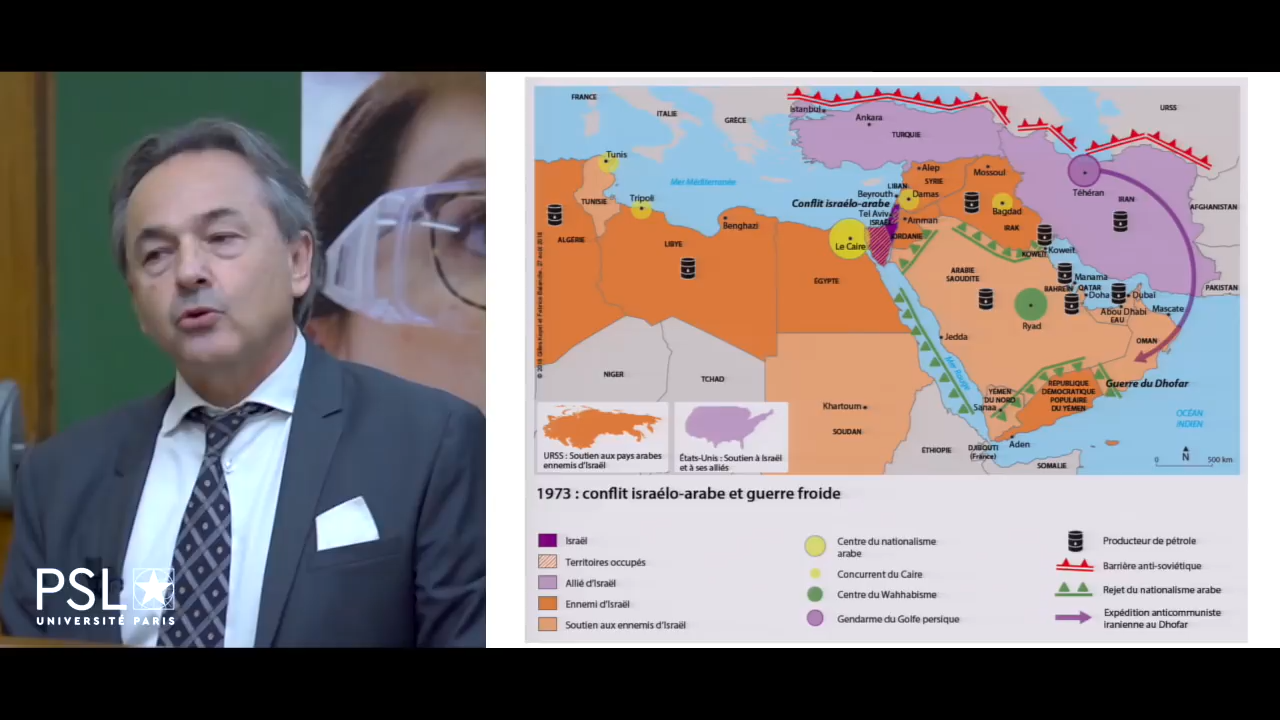 PSL
UNIVERSITÉ PARIS
FRANCE
ITALIE
GRÈCE
URSS
Istanbul
Ankara
TURQUIE
Tunis
TUNISIE
Mer Méditerranée
Tripoli
Benghazi
ALGÉRIE
LIBYE
ÉGYPTE
Le Caire
Conflit israélo-arabe
LIBAN
Beyrouth
Alep
SYRIE
Damas
Tel Aviv
ISRAËL
Amman
JORDANIE
Mossoul
Bagdad
IRAK
Téhéran
IRAN
AFGHANISTAN
PAKISTAN
KOWEÏT
Koweït
ARABIE
SAOUDITE
Manama
BAHREÏN
QATAR
Doha
Dubaï
Abou Dhabi
EAU
Mascate
OMAN
Ryad
Jedda
Mer Rouge
Guerre du Dhofar
RÉPUBLIQUE
DÉMOCRATIQUE
POPULAIRE
DU YÉMEN
YÉMEN
DU NORD
Sanaa
Aden
NIGER
TCHAD
Khartoum
SOUDAN
ÉTHIOPIE
DJIBOUTI
(France)
SOMALIE
OCÉAN
INDIEN
N
0 500 km
URSS : Soutien aux pays arabes
ennemis d'Israël
États-Unis : Soutien à Israël
et à ses alliés
1973 : conflit israélo-arabe et guerre froide
Israël
Territoires occupés
Allié d'Israël
Ennemi d'Israël
Soutien aux ennemis d'Israël
Centre du nationalisme
arabe
Concurrent du Caire
Centre du Wahhabisme
Gendarme du Golfe persique
Producteur de pétrole
Barrière anti-soviétique
Rejet du nationalisme arabe
Expédition anticommuniste
iranienne au Dhofar